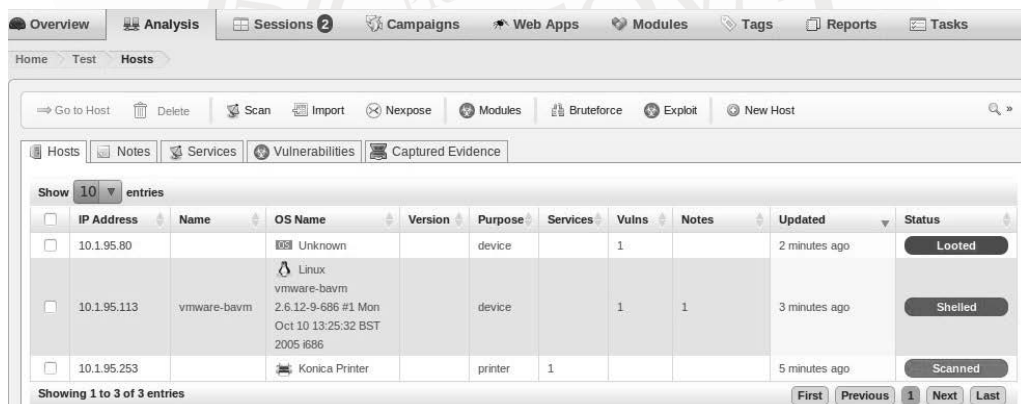 Overview Analysis Sessions 2 Campaigns Web Apps Modules Tags Reports Tasks
Home Test Hosts
Go to Host Delete Scan Import Nexpose Modules Bruteforce Exploit New Host »
Hosts Notes Services Vulnerabilities Captured Evidence
Show 10 entries
IP Address Name OS Name Version Purpose Services Vulns Notes Updated Status
10.1.95.80 OS Unknown device 1 2 minutes ago Looted
10.1.95.113 vmware-bavm Linux
vmware-bavm
2.6.12-9-686 #1 Mon
Oct 10 13:25:32 BST
2005 i686 device 1 1 3 minutes ago Shelled
10.1.95.253 Konica Printer printer 1 5 minutes ago Scanned
Showing 1 to 3 of 3 entries First Previous 1 Next Last